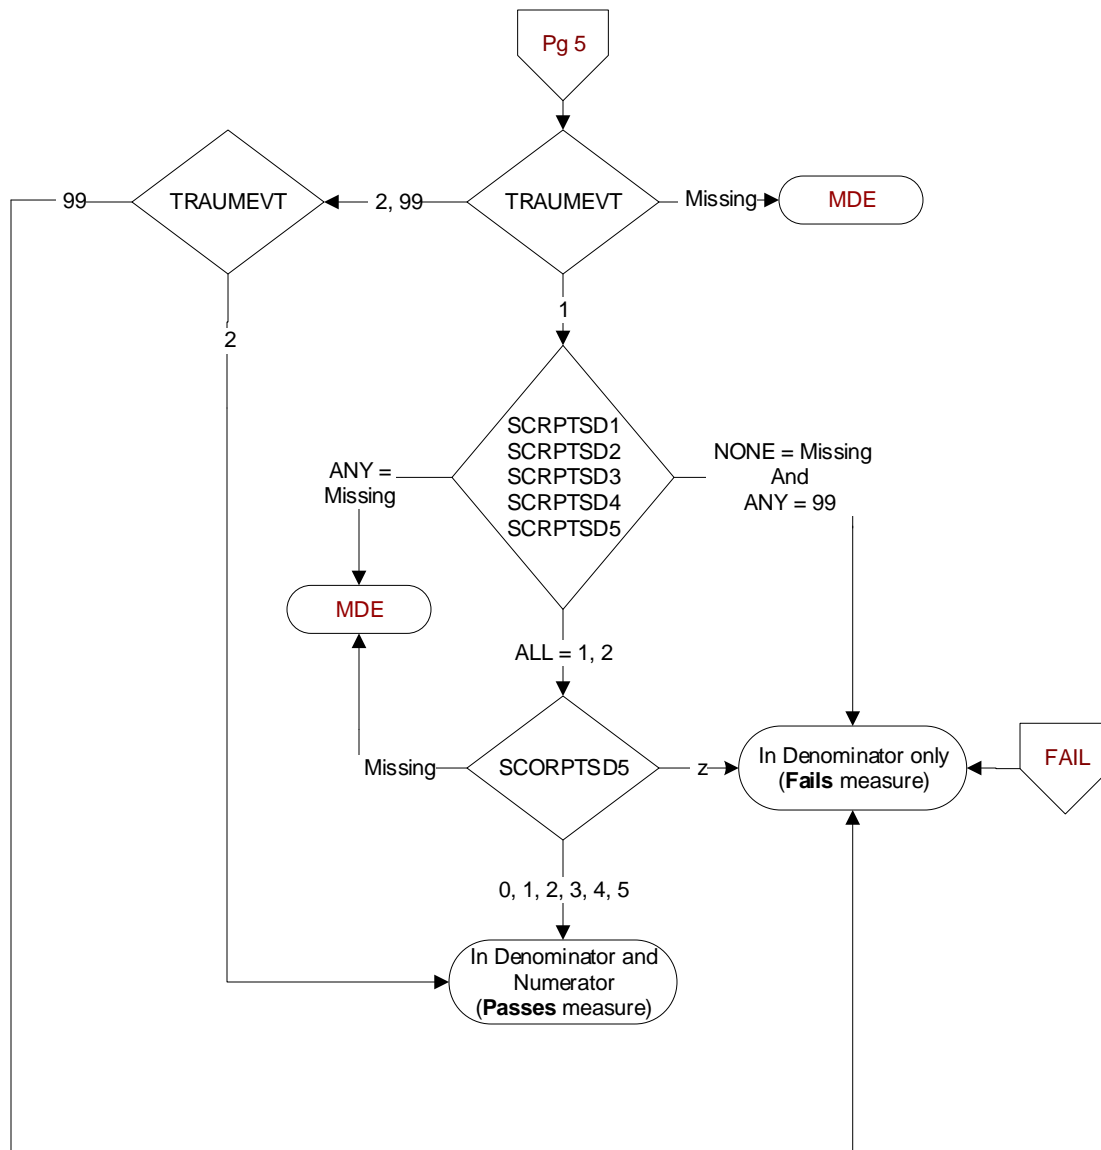 Pg 5
99
TRAUMEVT
2, 99
TRAUMEVT
Missing
MDE
1
2
SCRPTSD1
SCRPTSD2
SCRPTSD3
SCRPTSD4
SCRPTSD5
ANY =
Missing
NONE = Missing
And
ANY = 99
MDE
ALL = 1, 2
Missing
SCORPTSD5
z
In Denominator only
(Fails measure)
FAIL
0, 1, 2, 3, 4, 5
In Denominator and
Numerator
(Passes measure)